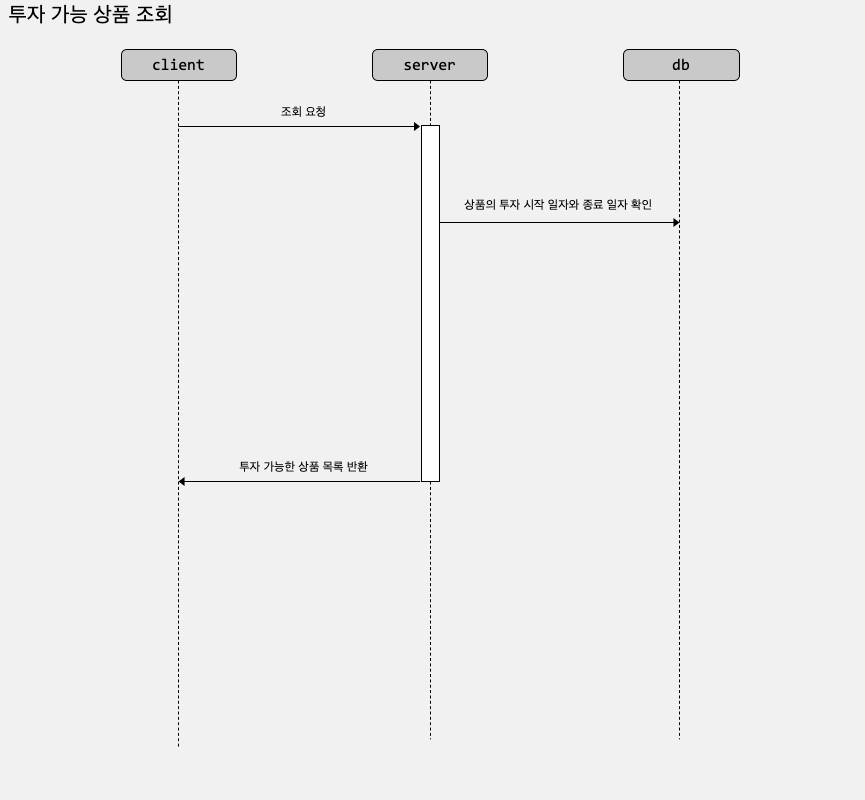 투자 가능 상품 조회
client
server
db
조회 요청
상품의 투자 시작 일자와 종료 일자 확인
투자 가능한 상품 목록 반환